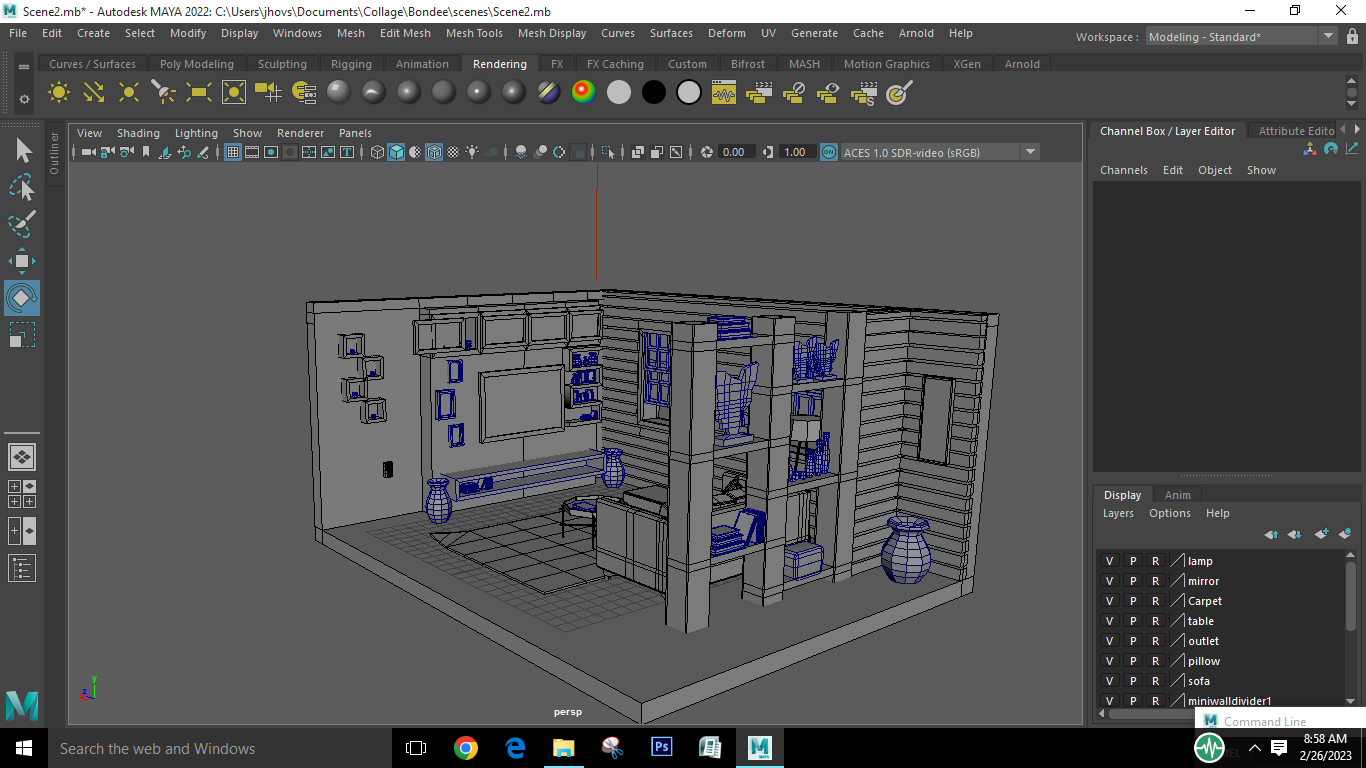 Scene2.mb* - Autodesk MAYA 2022: C:\Users\jhovs\Documents\Collage\Bondee\scenes\Scene2.mb
File Edit Create Select Modify Display Windows Mesh Edit Mesh Mesh Tools Mesh Display Curves Surfaces Deform UV Generate Cache Arnold Help
Workspace : Modeling - Standard*
Curves / Surfaces Poly Modeling Sculpting Rigging Animation Rendering FX FX Caching Custom Bifrost MASH Motion Graphics XGen Arnold
Outliner
View Shading Lighting Show Renderer Panels
0.00 1.00 ON ACES 1.0 SDR-video (sRGB)
Channel Box / Layer Editor Attribute Edito
Channels Edit Object Show
persp
y
z
x
Display Anim
Layers Options Help
V P R lamp
V P R mirror
V P R Carpet
V P R table
V P R outlet
V P R pillow
V P R sofa
V P R miniwalldivider1
M Command Line
Search the web and Windows
Ps
M
MAYA
8:58 AM
2/26/2023